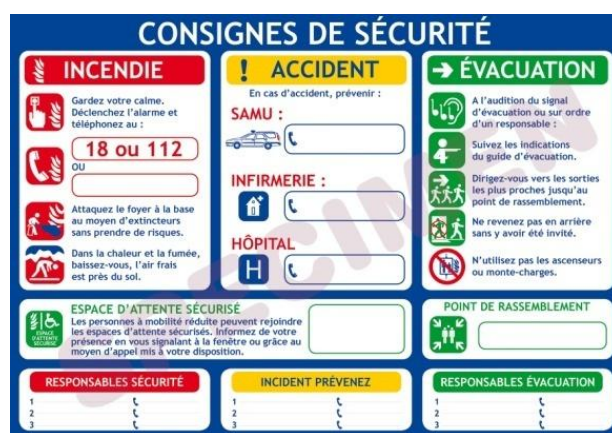 CONSIGNES DE SÉCURITÉ
INCENDIE
Gardez votre calme.
Déclenchez l'alarme et
téléphonez au :
18 ou 112
OU
Attaquez le foyer à la base
au moyen d'extincteurs
sans prendre de risques.
Dans la chaleur et la fumée,
baissez-vous, l'air frais
est près du sol.
! ACCIDENT
En cas d'accident, prévenir :
SAMU :
INFIRMERIE :
HÔPITAL
H
ÉVACUATION
A l'audition du signal
d'évacuation ou sur ordre
d'un responsable :
Suivez les indications
du guide d'évacuation.
Dirigez-vous vers les sorties
les plus proches jusqu'au
point de rassemblement.
Ne revenez pas en arrière
sans y avoir été invité.
N'utilisez pas les ascenseurs
ou monte-charges.
ESPACE
D'ATTENTE
SÉCURISÉ
ESPACE D'ATTENTE SÉCURISÉ
Les personnes à mobilité réduite peuvent rejoindre
les espaces d'attente sécurisés. Informez de votre
présence en vous signalant à la fenêtre ou grâce au
moyen d'appel mis à votre disposition.
POINT DE RASSEMBLEMENT
RESPONSABLES SÉCURITÉ
1
2
3
INCIDENT PRÉVENEZ
1
2
3
RESPONSABLES ÉVACUATION
1
2
3
SPECIMEN